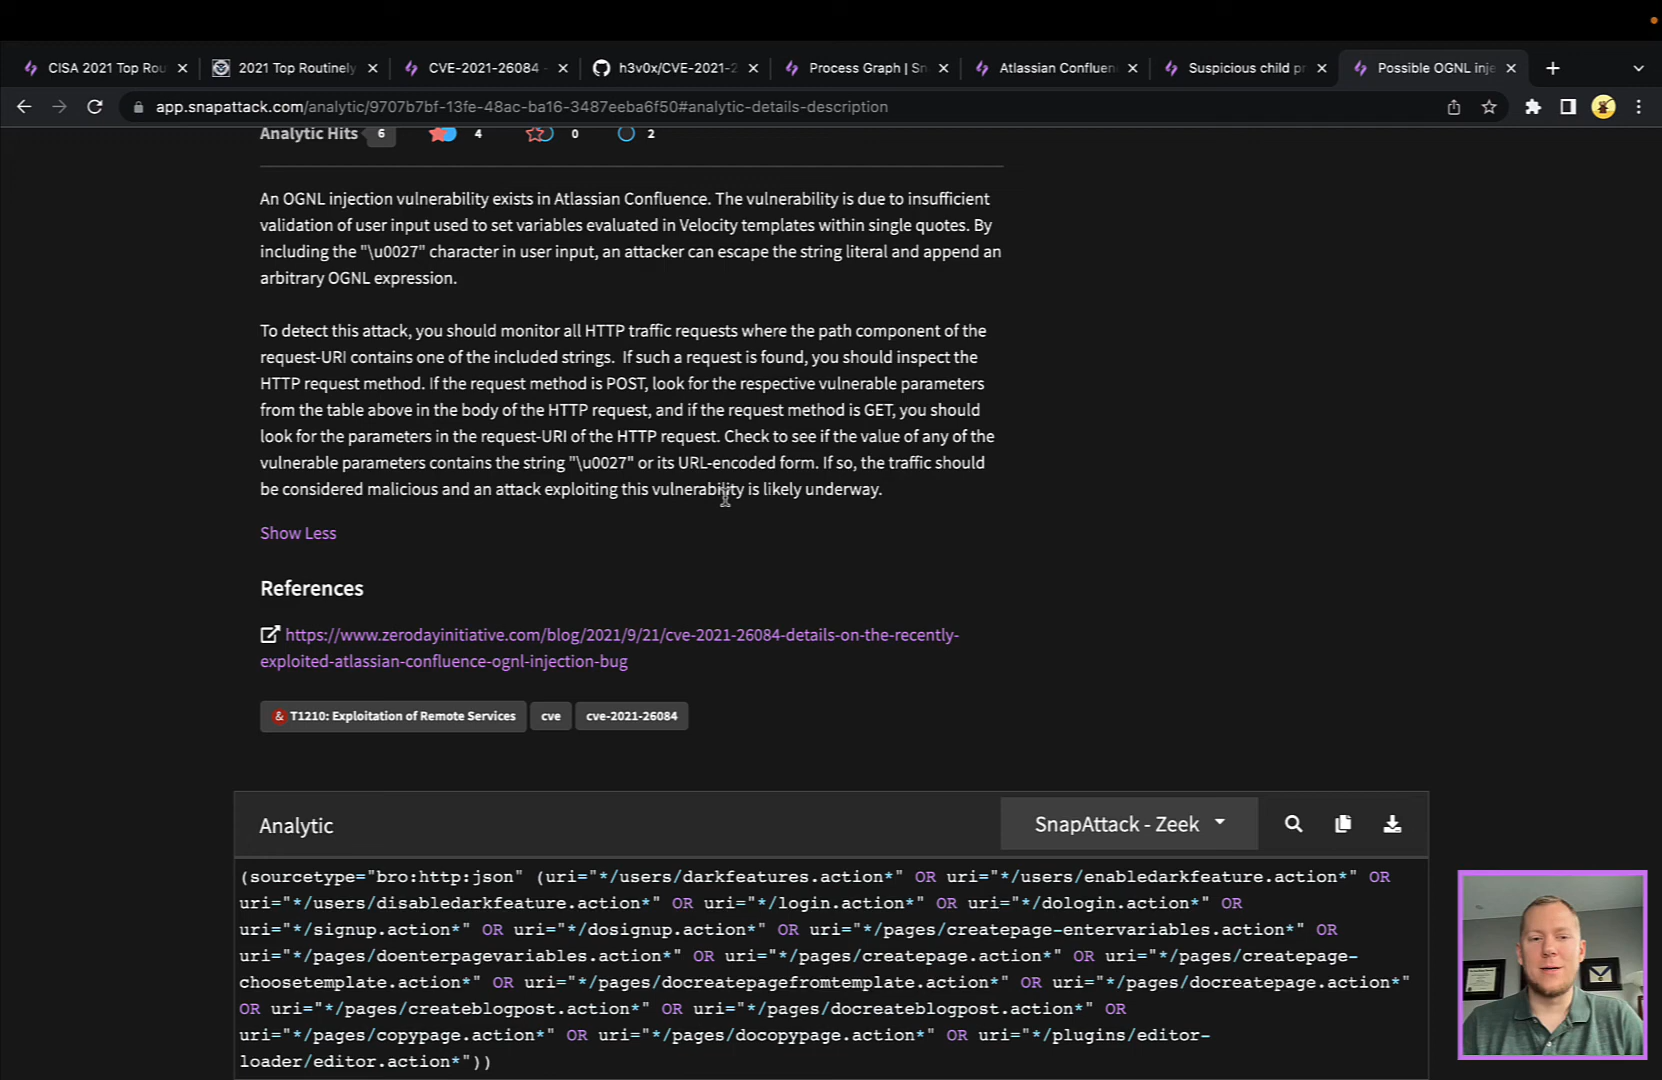 CISA 2021 Top Rou
2021 Top Routinely
CVE-2021-26084 -
h3v0x/CVE-2021-2
Process Graph | Sn
Atlassian Confluen
Suspicious child pr
Possible OGNL inje
app.snapattack.com/analytic/9707b7bf-13fe-48ac-ba16-3487eeba6f50#analytic-details-description
Analytic Hits 6 4 0 2
An OGNL injection vulnerability exists in Atlassian Confluence. The vulnerability is due to insufficient
validation of user input used to set variables evaluated in Velocity templates within single quotes. By
including the "\u0027" character in user input, an attacker can escape the string literal and append an
arbitrary OGNL expression.
To detect this attack, you should monitor all HTTP traffic requests where the path component of the
request-URI contains one of the included strings.  If such a request is found, you should inspect the
HTTP request method. If the request method is POST, look for the respective vulnerable parameters
from the table above in the body of the HTTP request, and if the request method is GET, you should
look for the parameters in the request-URI of the HTTP request. Check to see if the value of any of the
vulnerable parameters contains the string "\u0027" or its URL-encoded form. If so, the traffic should
be considered malicious and an attack exploiting this vulnerability is likely underway.
Show Less
References
https://www.zerodayinitiative.com/blog/2021/9/21/cve-2021-26084-details-on-the-recently-
exploited-atlassian-confluence-ognl-injection-bug
& T1210: Exploitation of Remote Services cve cve-2021-26084
Analytic
SnapAttack - Zeek
(sourcetype="bro:http:json" (uri="*/users/darkfeatures.action*" OR uri="*/users/enabledarkfeature.action*" OR
uri="*/users/disabledarkfeature.action*" OR uri="*/login.action*" OR uri="*/dologin.action*" OR
uri="*/signup.action*" OR uri="*/dosignup.action*" OR uri="*/pages/createpage-entervariables.action*" OR
uri="*/pages/doenterpagevariables.action*" OR uri="*/pages/createpage.action*" OR uri="*/pages/createpage-
choosetemplate.action*" OR uri="*/pages/docreatepagefromtemplate.action*" OR uri="*/pages/docreatepage.action*"
OR uri="*/pages/createblogpost.action*" OR uri="*/pages/docreateblogpost.action*" OR
uri="*/pages/copypage.action*" OR uri="*/pages/docopypage.action*" OR uri="*/plugins/editor-
loader/editor.action*"))